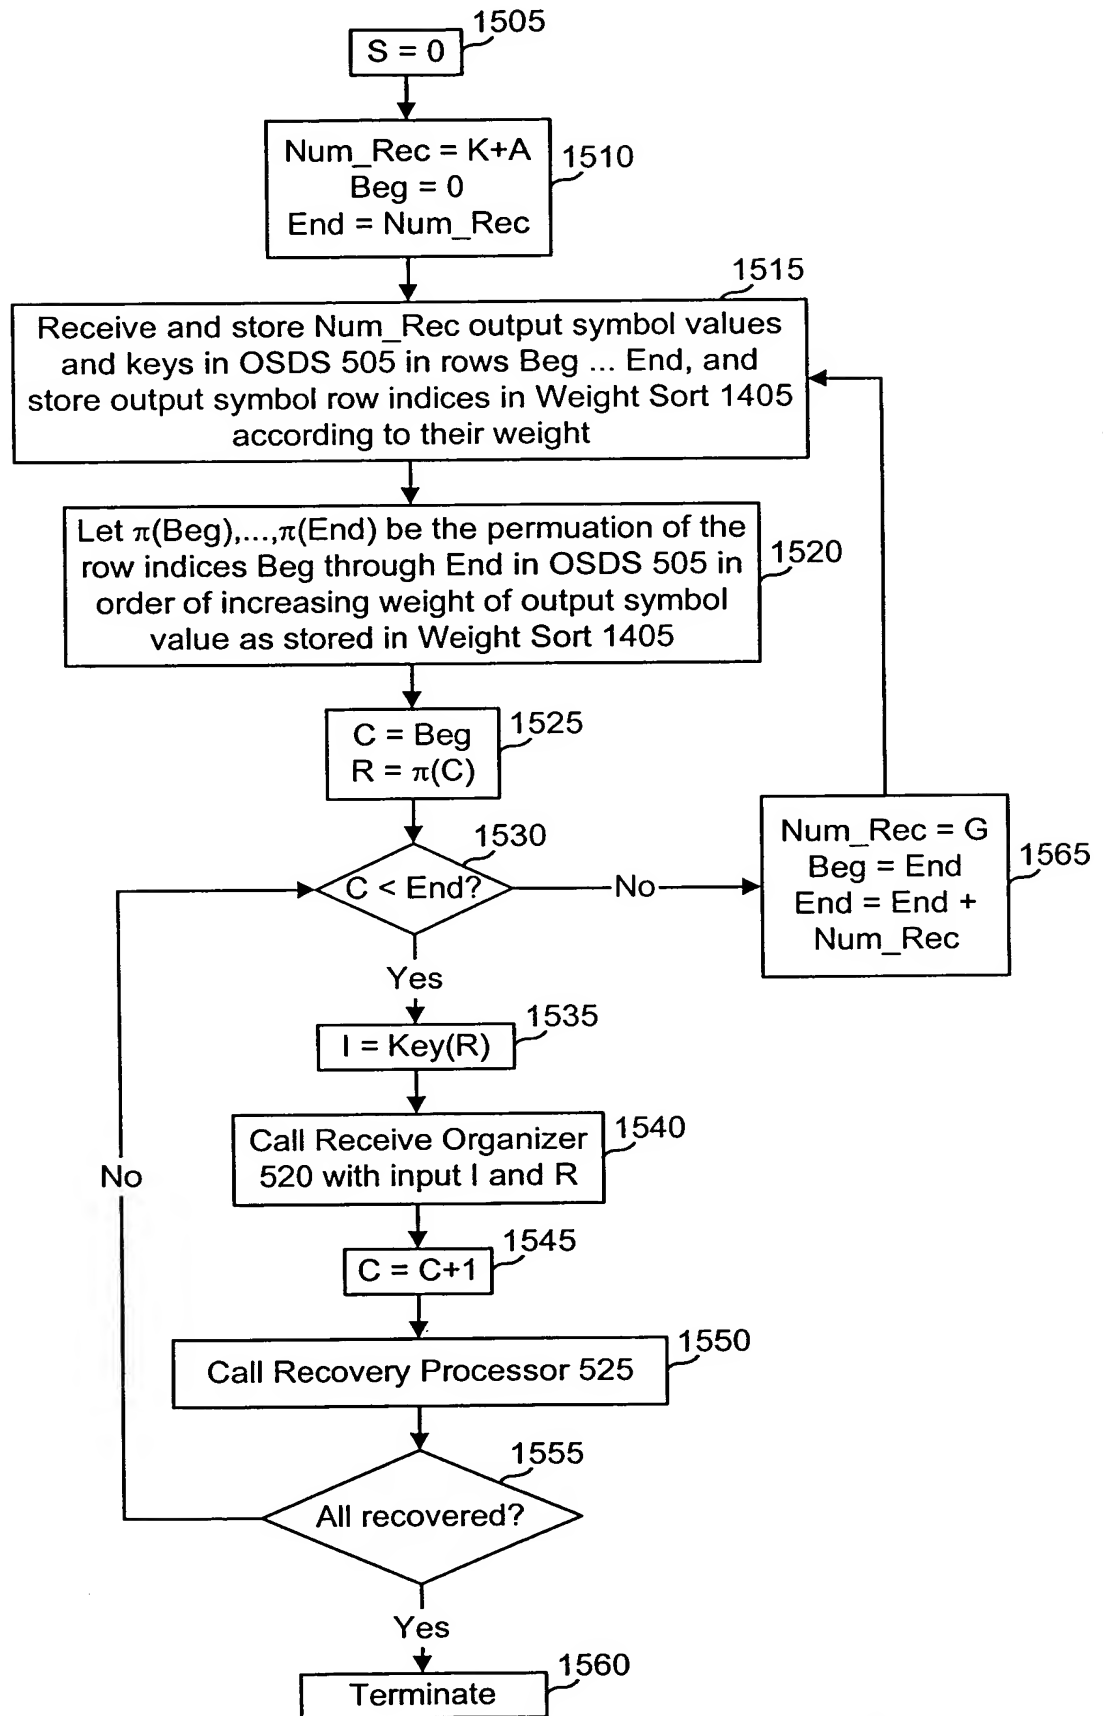 1505
S = 0
Num_Rec = K+A
Beg = 0
End = Num_Rec
1510
1515
Receive and store Num_Rec output symbol values
and keys in OSDS 505 in rows Beg ... End, and
store output symbol row indices in Weight Sort 1405
according to their weight
Let π(Beg),...,π(End) be the permuation of the
row indices Beg through End in OSDS 505 in
order of increasing weight of output symbol
value as stored in Weight Sort 1405
1520
C = Beg
R = π(C)
1525
1530
C < End?
No
Num_Rec = G
Beg = End
End = End +
Num_Rec
1565
Yes
1535
I = Key(R)
Call Receive Organizer
520 with input I and R
1540
No
1545
C = C+1
1550
Call Recovery Processor 525
1555
All recovered?
Yes
1560
Terminate